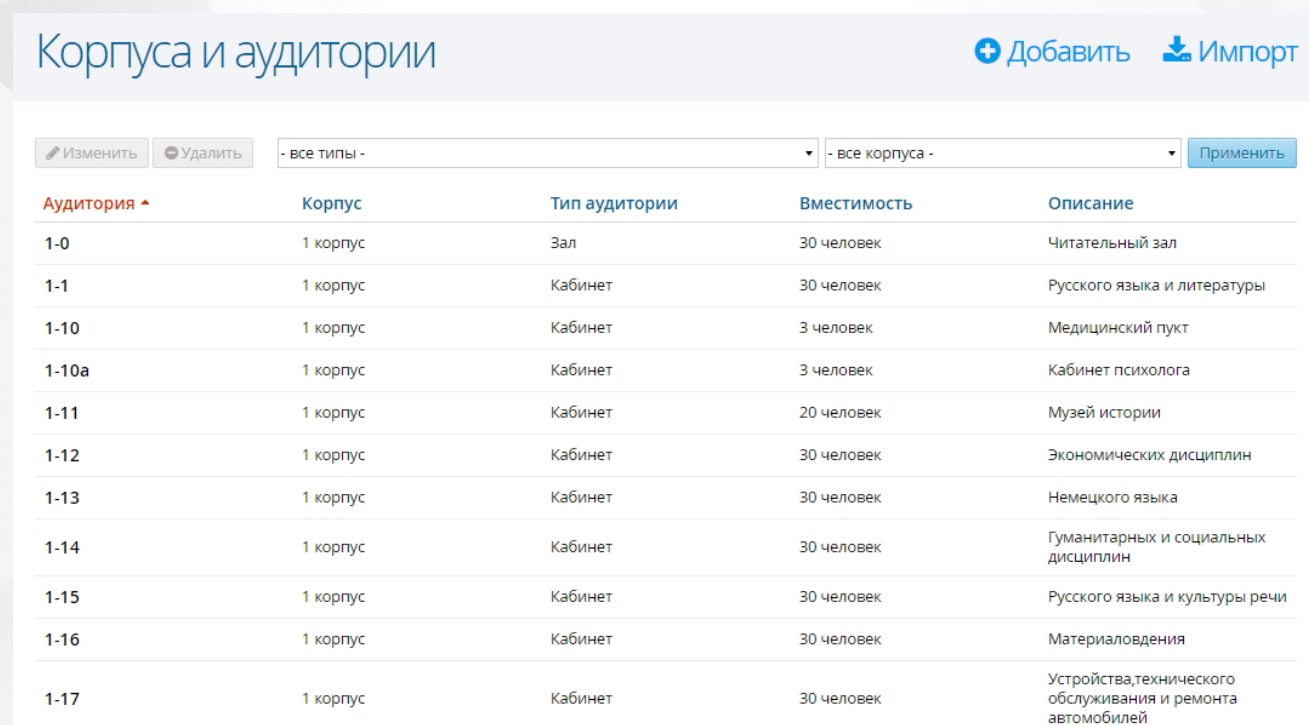 Корпуса и аудитории
Добавить Импорт
Изменить Удалить - все типы - - все корпуса - Применить
Аудитория Корпус Тип аудитории Вместимость Описание
1-0 1 корпус Зал 30 человек Читательный зал
1-1 1 корпус Кабинет 30 человек Русского языка и литературы
1-10 1 корпус Кабинет 3 человек Медицинский пукт
1-10а 1 корпус Кабинет 3 человек Кабинет психолога
1-11 1 корпус Кабинет 20 человек Музей истории
1-12 1 корпус Кабинет 30 человек Экономических дисциплин
1-13 1 корпус Кабинет 30 человек Немецкого языка
1-14 1 корпус Кабинет 30 человек Гуманитарных и социальных
дисциплин
1-15 1 корпус Кабинет 30 человек Русского языка и культуры речи
1-16 1 корпус Кабинет 30 человек Материаловдения
1-17 1 корпус Кабинет 30 человек Устройства,технического
обслуживания и ремонта
автомобилей